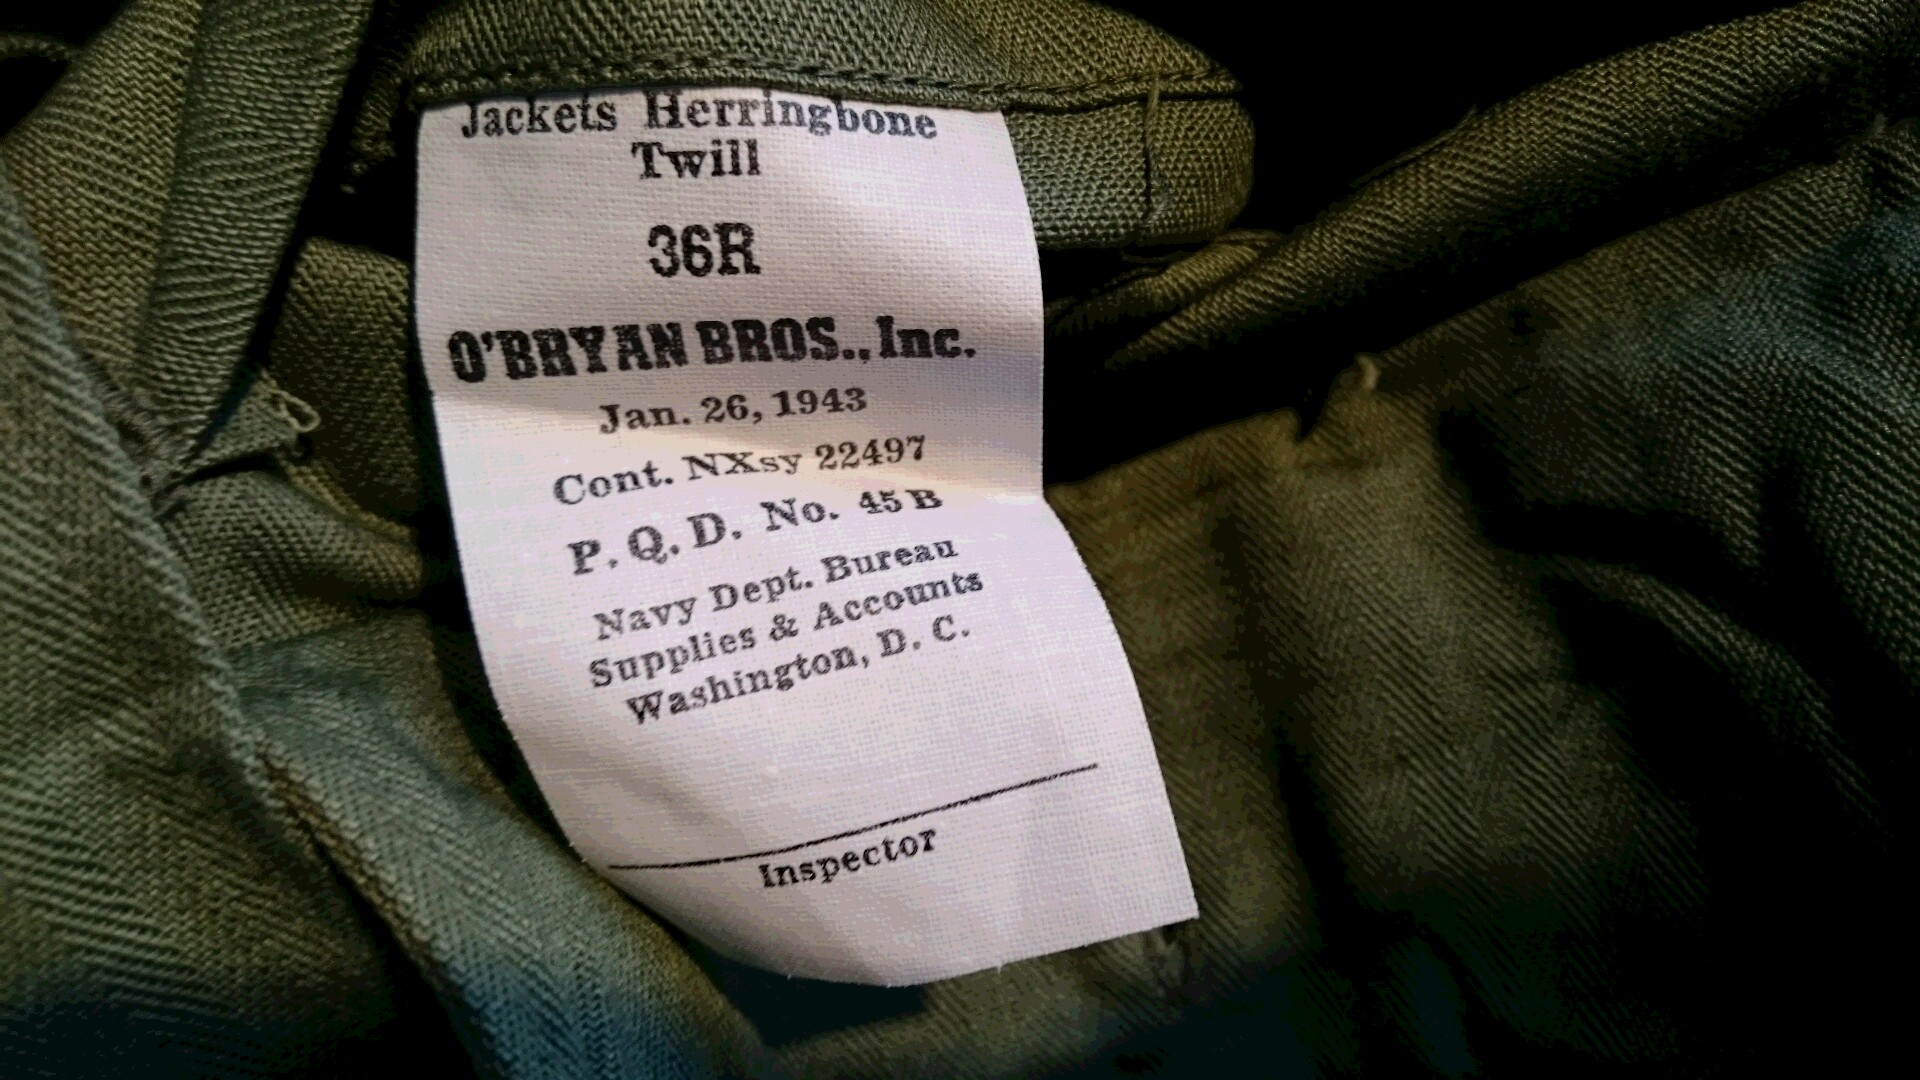 Jackets Herringbone
Twill
36R
O'BRYAN BROS., Inc.
Jan. 26, 1943
Cont. NXsy 22497
P. Q. D. No. 45 B
Navy Dept. Bureau
Supplies & Accounts
Washington, D. C.
Inspector